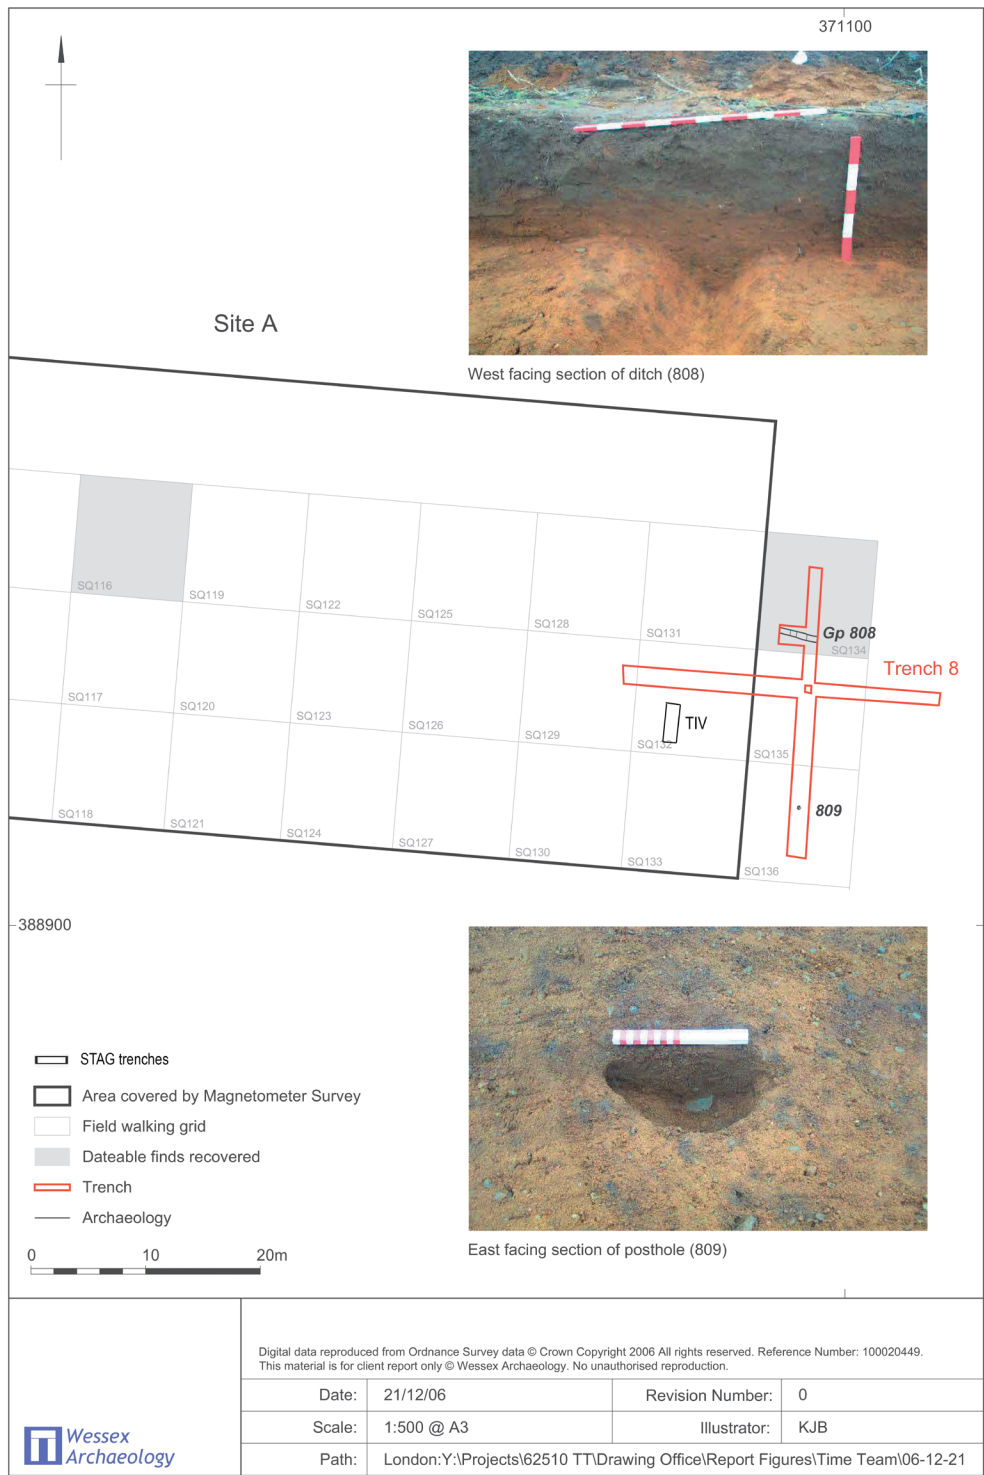 371100
West facing section of ditch (808)
Site A
SQ116
SQ119
SQ122
SQ125
SQ128
SQ131
Gp 808
SQ134
Trench 8
SQ117
SQ120
SQ123
SQ126
SQ129
SQ132
TIV
SQ135
809
SQ118
SQ121
SQ124
SQ127
SQ130
SQ133
SQ136
388900
STAG trenches
Area covered by Magnetometer Survey
Field walking grid
Dateable finds recovered
Trench
Archaeology
0 10 20m
East facing section of posthole (809)
Digital data reproduced from Ordnance Survey data © Crown Copyright 2006 All rights reserved. Reference Number: 100020449.
This material is for client report only © Wessex Archaeology. No unauthorised reproduction.
Date: 21/12/06 Revision Number: 0
Scale: 1:500 @ A3 Illustrator: KJB
Path: London:Y:\Projects\62510 TT\Drawing Office\Report Figures\Time Team\06-12-21
Wessex
Archaeology